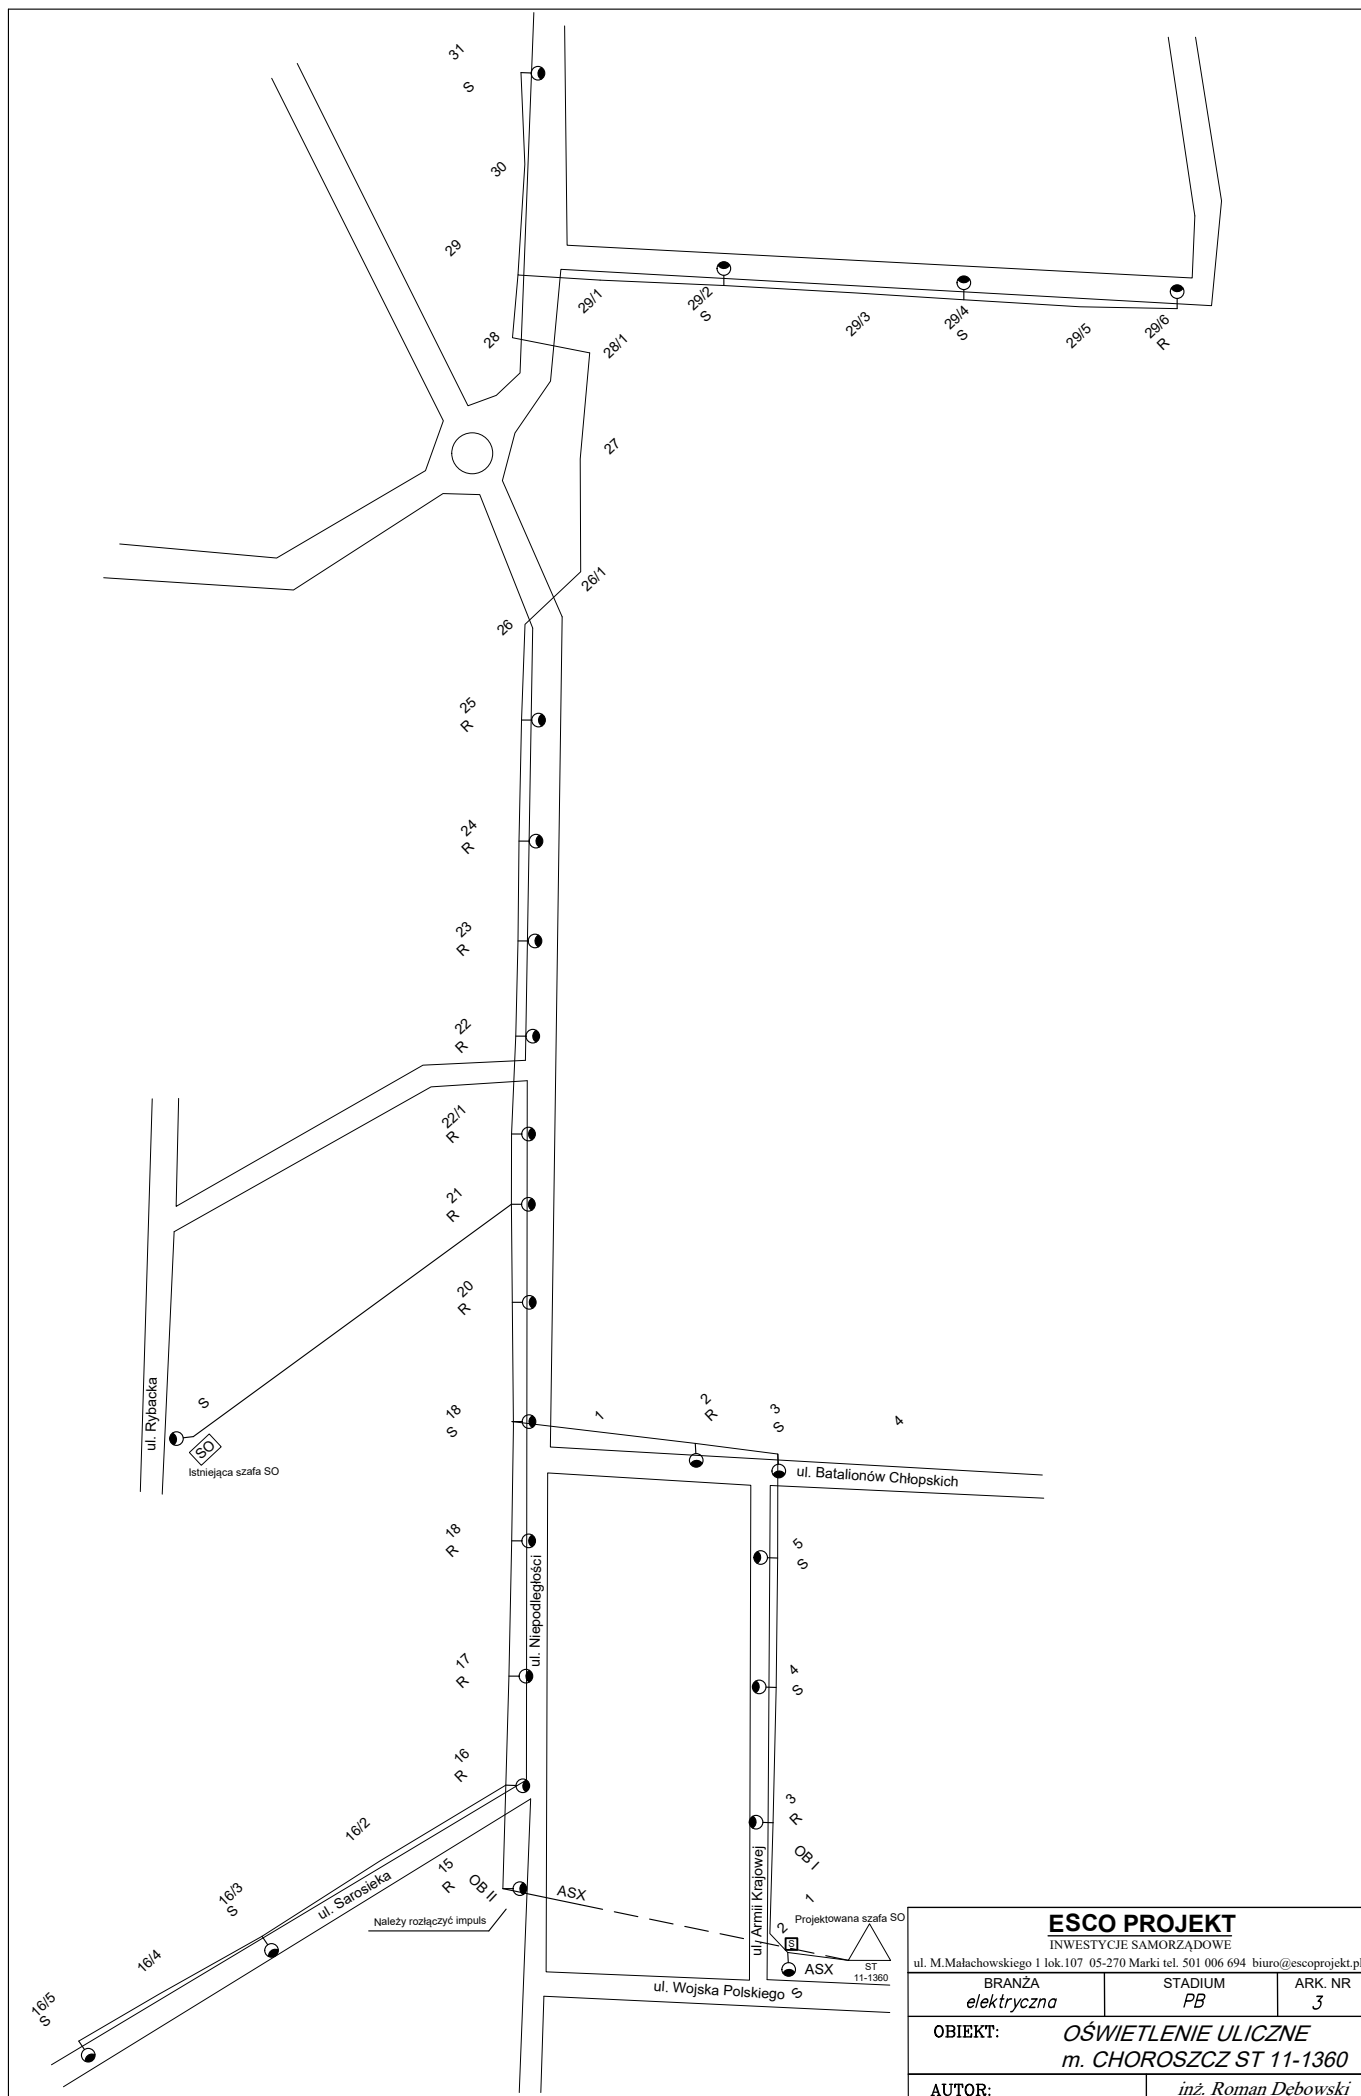 31
S
30
29
29/1
29/2
S
29/3
29/4
S
29/5
29/6
R
28
28/1
27
26/1
26
25
R
24
R
23
R
22
R
22/1
R
21
R
20
R
18
S
1
2
R
3
S
4
ul. Rybacka
S
SO
Istniejąca szafa SO
ul. Batalionów Chłopskich
18
R
ul. Niepodległości
5
S
17
R
4
S
16
R
3
R
16/2
OB I
15
R
OB II
ASX
ul. Armii Krajowej
1
16/3
S
ul. Sarosieka
Należy rozłączyć impuls
Projektowana szafa SO
2
S
16/4
ASX
ST
11-1360
ul. Wojska Polskiego
S
16/5
S
ESCO PROJEKT
INWESTYCJE SAMORZĄDOWE
ul. M.Małachowskiego 1 lok.107 05-270 Marki tel. 501 006 694 biuro@escoprojekt.pl
BRANŻA STADIUM ARK. NR
elektryczna PB 3
OBIEKT: OŚWIETLENIE ULICZNE
m. CHOROSZCZ ST 11-1360
AUTOR: inż. Roman Dębowski